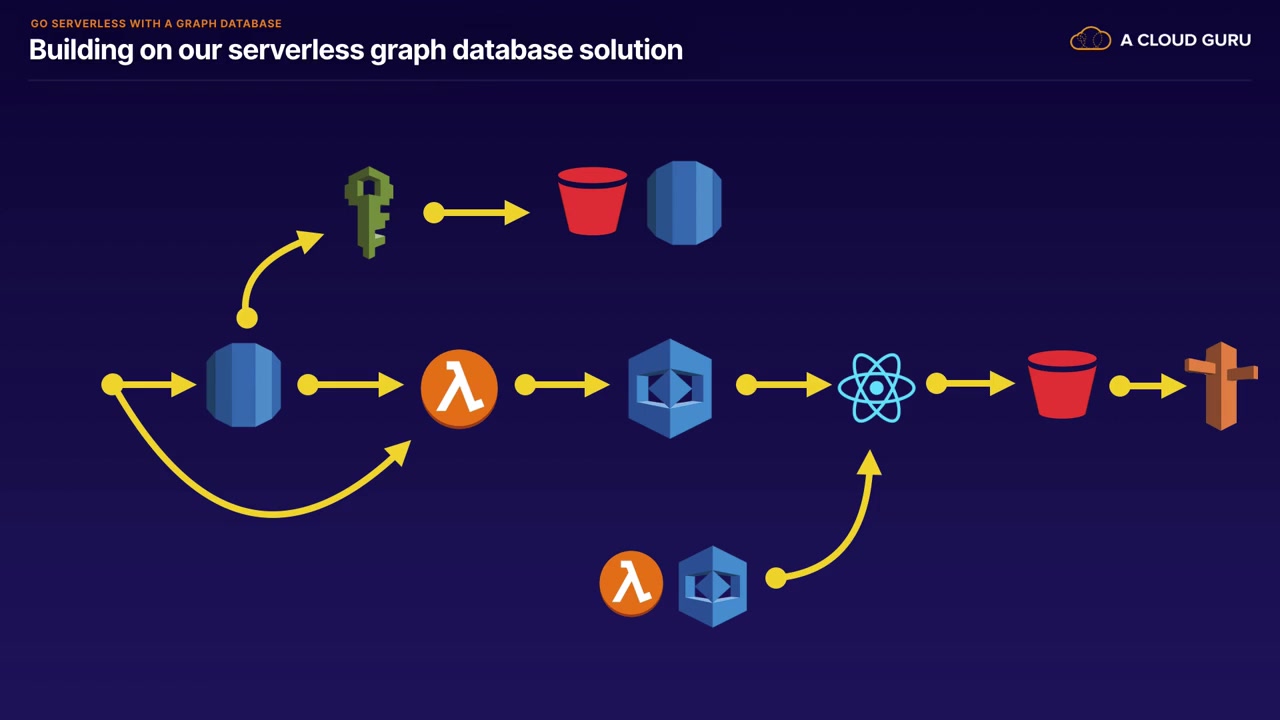 GO SERVERLESS WITH A GRAPH DATABASE
Building on our serverless graph database solution
A CLOUD GURU
λ
λ